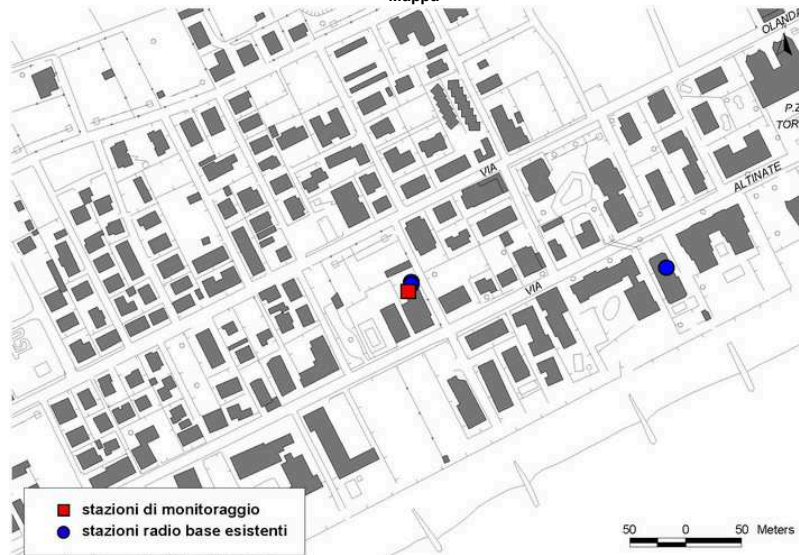 Mappa
OLANDA
P.Z
TOR
VIA
ALTINATE
VIA
stazioni di monitoraggio
stazioni radio base esistenti
50 0 50 Meters